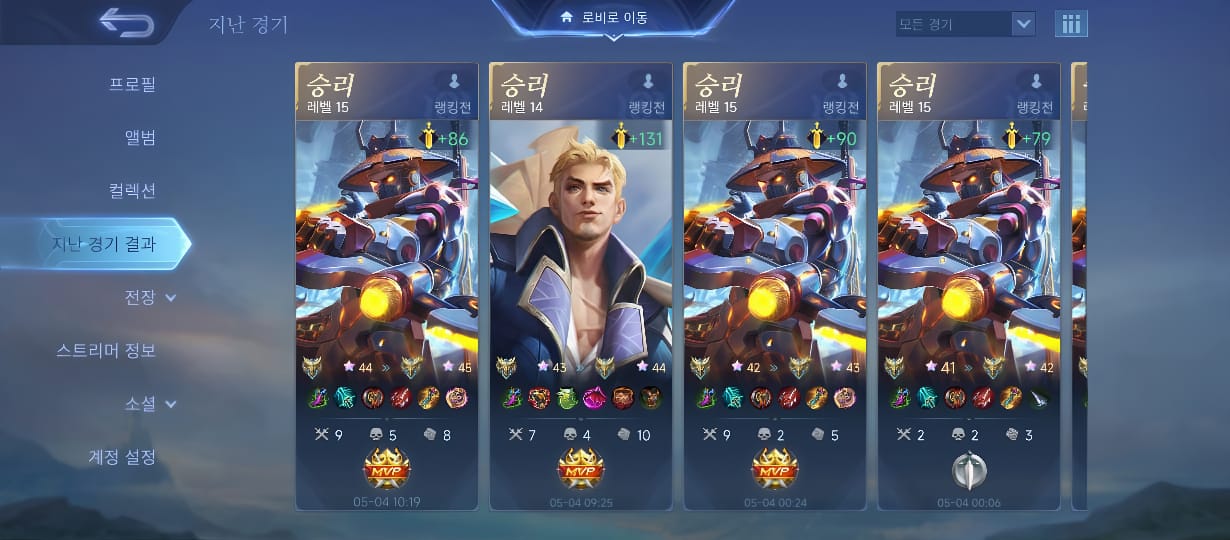 지난 경기
로비로 이동
모든 경기
프로필
앨범
컬렉션
지난 경기 결과
전장
스트리머 정보
소셜
계정 설정
승리
레벨 15
랭킹전
+86
44
45
9 5 8
MVP
05-04 10:19
승리
레벨 14
랭킹전
+131
43
44
7 4 10
MVP
05-04 09:25
승리
레벨 15
랭킹전
+90
42
43
9 2 5
MVP
05-04 00:24
승리
레벨 15
랭킹전
+79
41
42
2 2 3
05-04 00:06